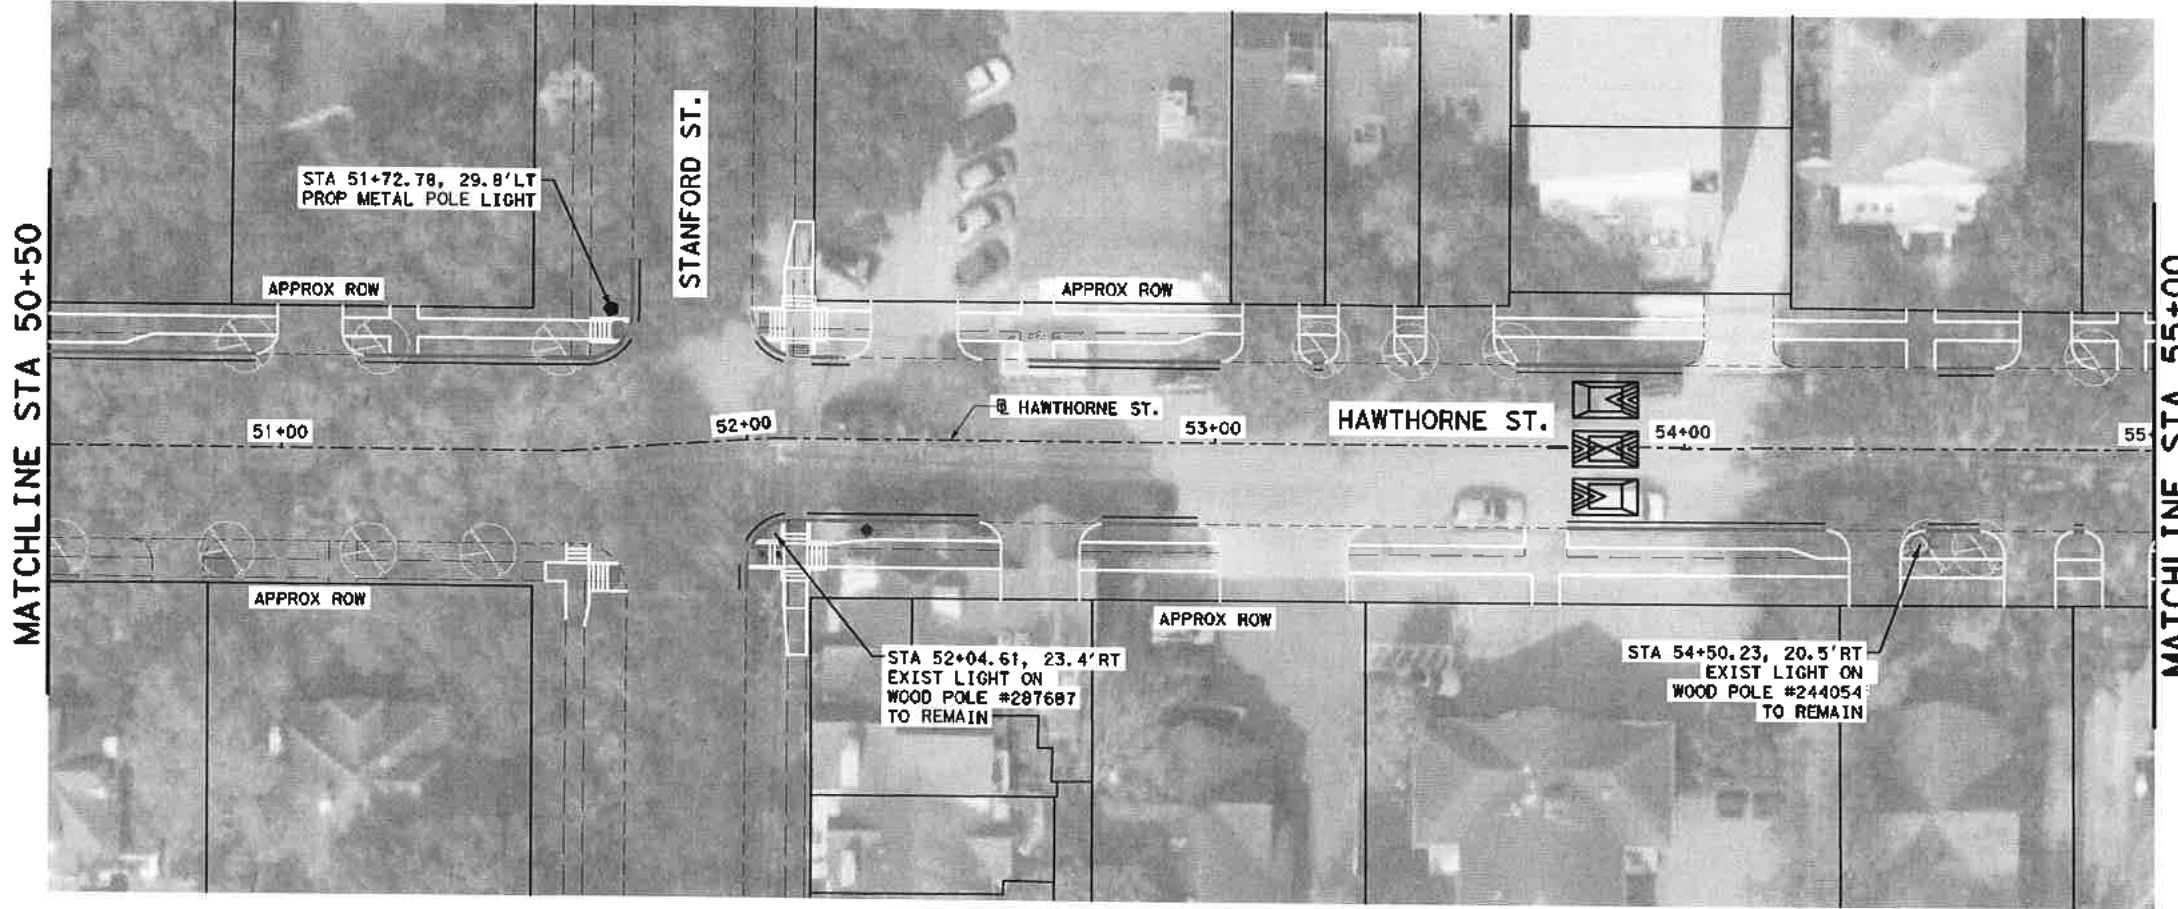 STANFORD ST.
STA 51+72.78, 29.8'LT
PROP METAL POLE LIGHT
MATCHLINE STA 50+50
APPROX ROW
APPROX ROW
MATCHLINE STA 55+00
HAWTHORNE ST.
HAWTHORNE ST.
51+00
52+00
53+00
54+00
55+
APPROX ROW
APPROX ROW
STA 52+04.61, 23.4'RT
EXIST LIGHT ON
WOOD POLE #287687
TO REMAIN
STA 54+50.23, 20.5'RT
EXIST LIGHT ON
WOOD POLE #244054
TO REMAIN